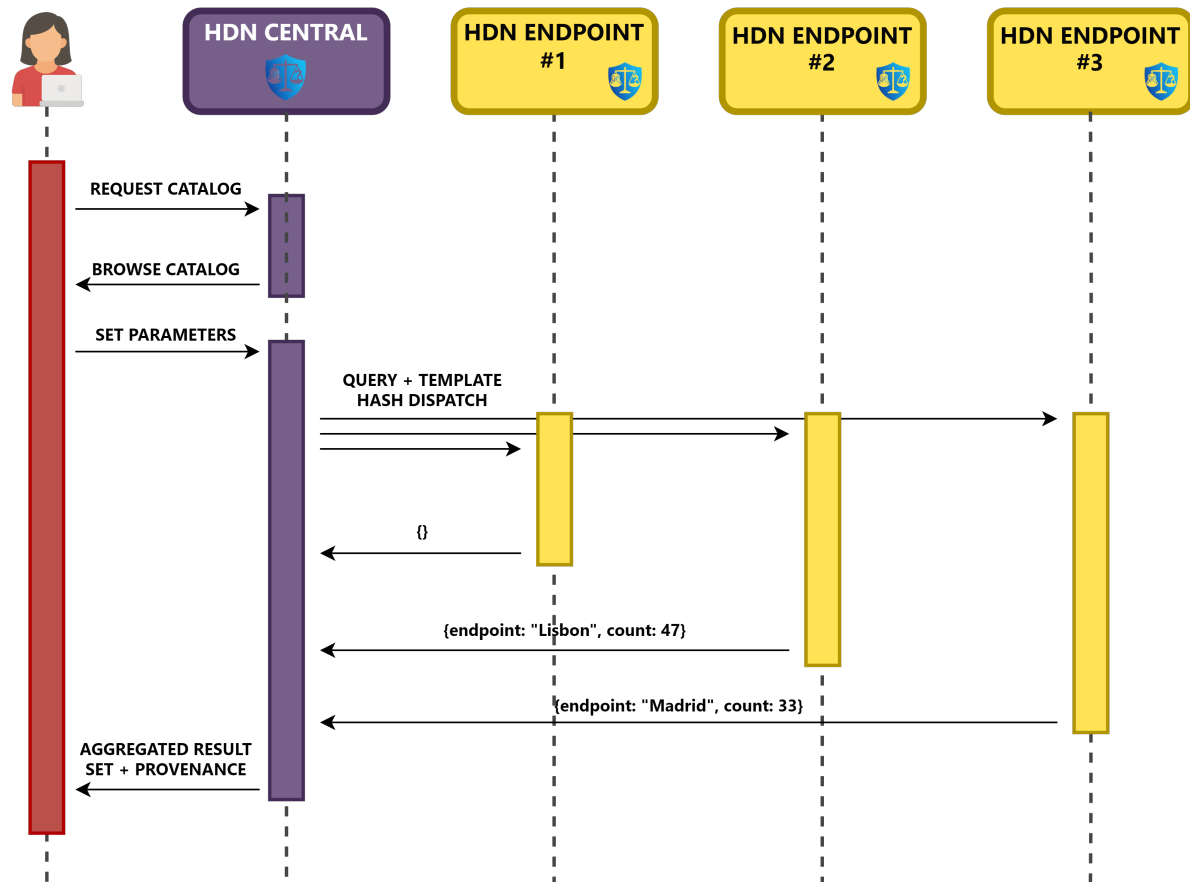 HDN CENTRAL
HDN ENDPOINT
#1
HDN ENDPOINT
#2
HDN ENDPOINT
#3
REQUEST CATALOG
BROWSE CATALOG
SET PARAMETERS
QUERY + TEMPLATE
HASH DISPATCH
{}
{endpoint: "Lisbon", count: 47}
{endpoint: "Madrid", count: 33}
AGGREGATED RESULT
SET + PROVENANCE